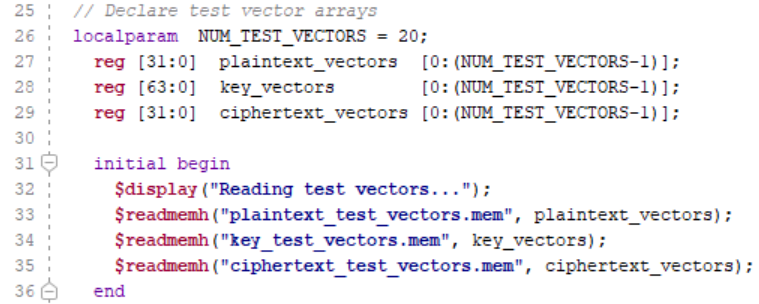 25 // Declare test vector arrays
26 localparam NUM_TEST_VECTORS = 20;
27 reg [31:0] plaintext_vectors [0:(NUM_TEST_VECTORS-1)];
28 reg [63:0] key_vectors [0:(NUM_TEST_VECTORS-1)];
29 reg [31:0] ciphertext_vectors [0:(NUM_TEST_VECTORS-1)];
30
31 initial begin
32 $display("Reading test vectors...");
33 $readmemh("plaintext_test_vectors.mem", plaintext_vectors);
34 $readmemh("key_test_vectors.mem", key_vectors);
35 $readmemh("ciphertext_test_vectors.mem", ciphertext_vectors);
36 end